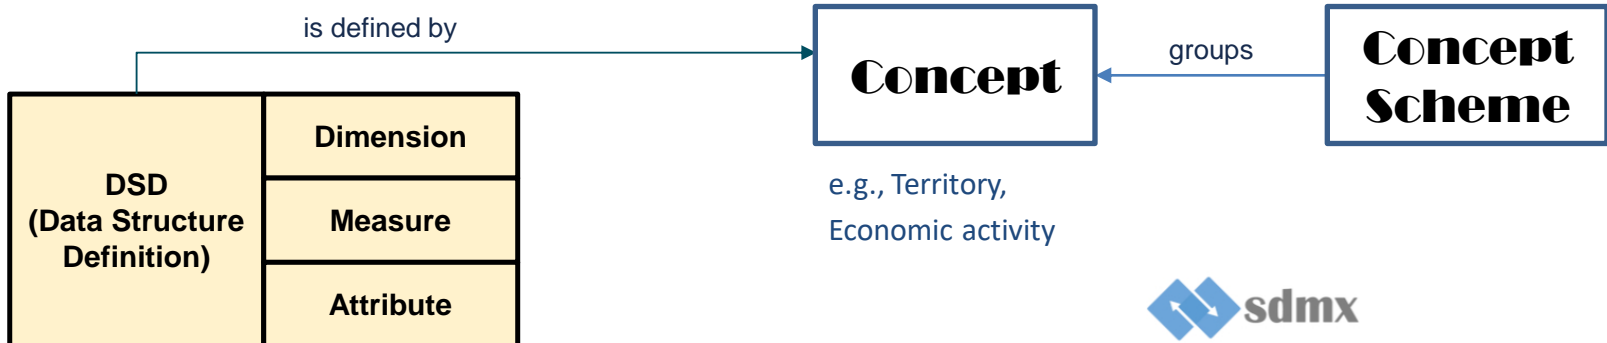 is defined by
Concept
groups
Concept
Scheme
DSD
(Data Structure
Definition)
Dimension
Measure
Attribute
e.g., Territory,
Economic activity
sdmx